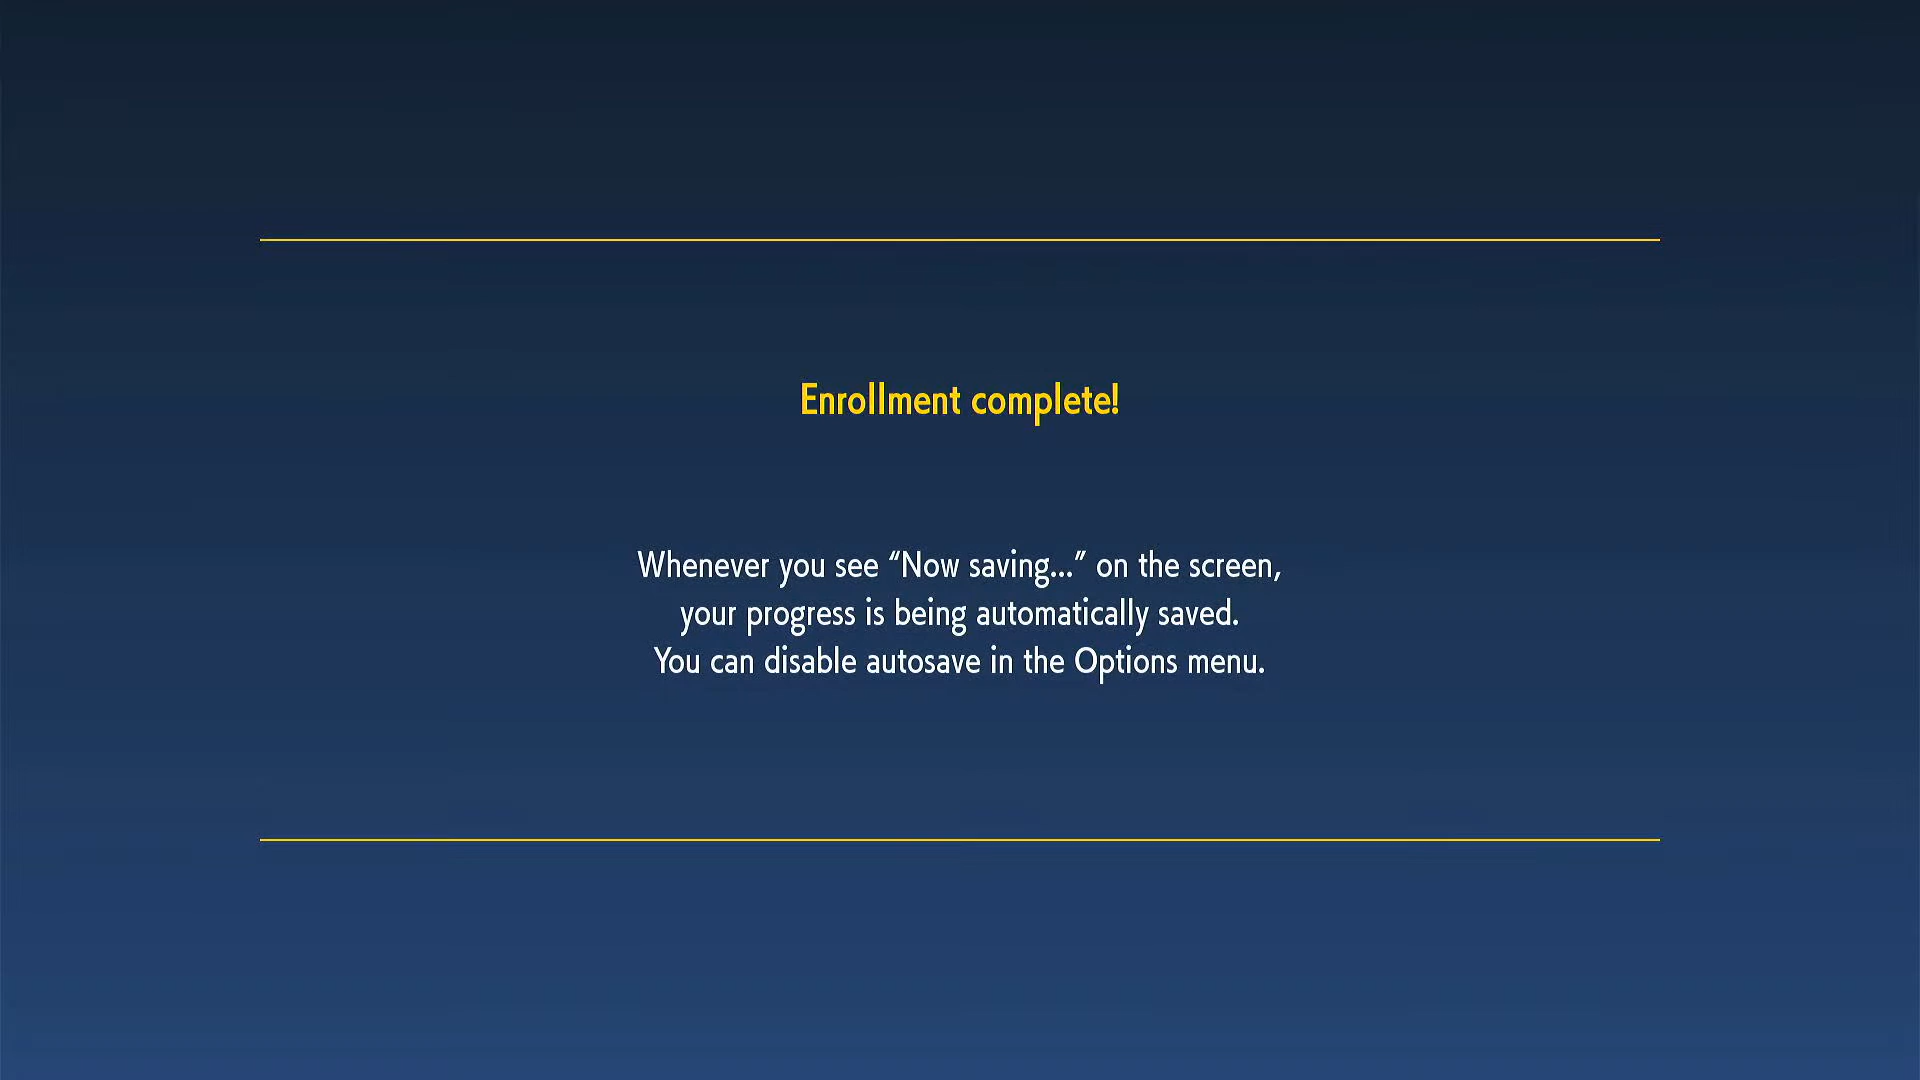 Enrollment complete!
Whenever you see “Now saving...” on the screen,
your progress is being automatically saved.
You can disable autosave in the Options menu.